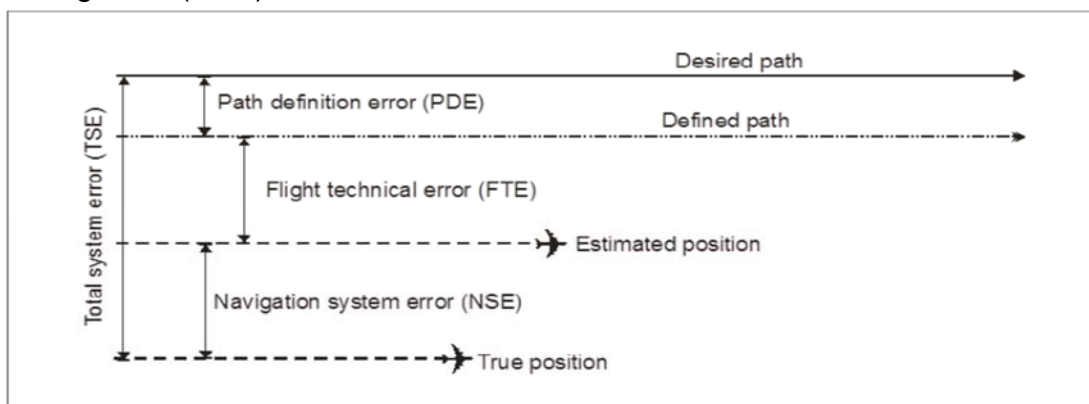 Desired path
Path definition error (PDE)
Defined path
Total system error (TSE)
Flight technical error (FTE)
Estimated position
Navigation system error (NSE)
True position